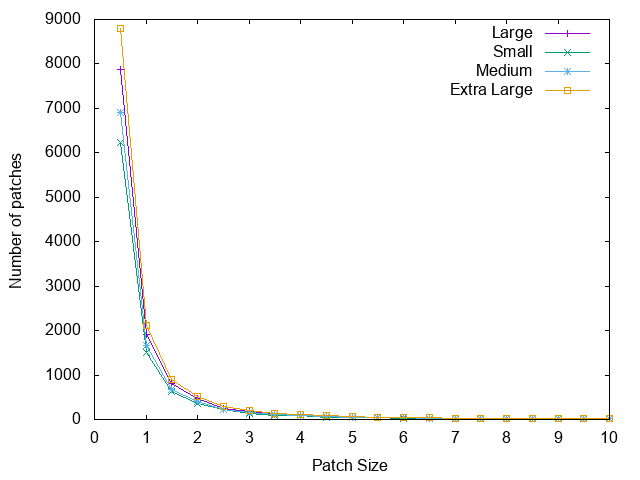 9000
8000
7000
6000
5000
4000
3000
2000
1000
0
Number of patches
Large
Small
Medium
Extra Large
0 1 2 3 4 5 6 7 8 9 10
Patch Size